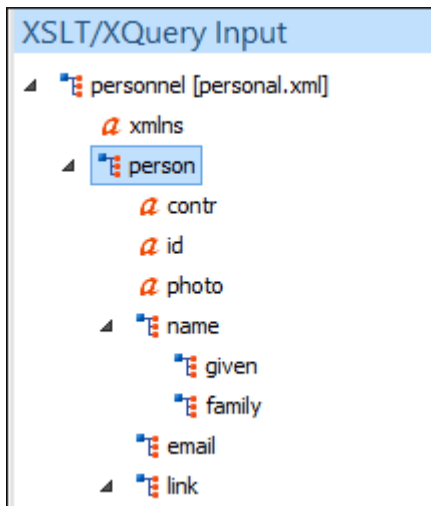 XSLT/XQuery Input
personnel [personal.xml]
a xmlns
person
a contr
a id
a photo
name
given
family
email
link